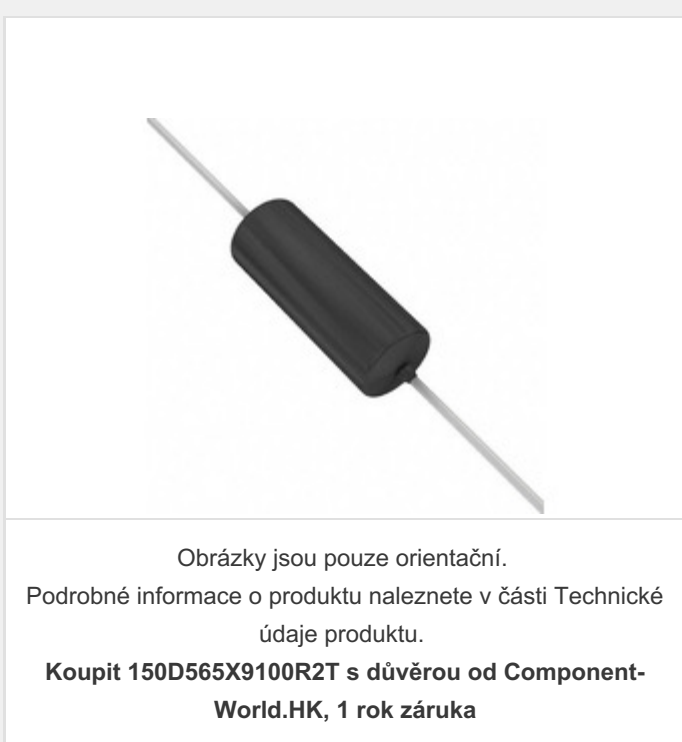 Obrázky jsou pouze orientační.
Podrobné informace o produktu naleznete v části Technické
údaje produktu.
Koupit 150D565X9100R2T s důvěrou od Component-
World.HK, 1 rok záruka